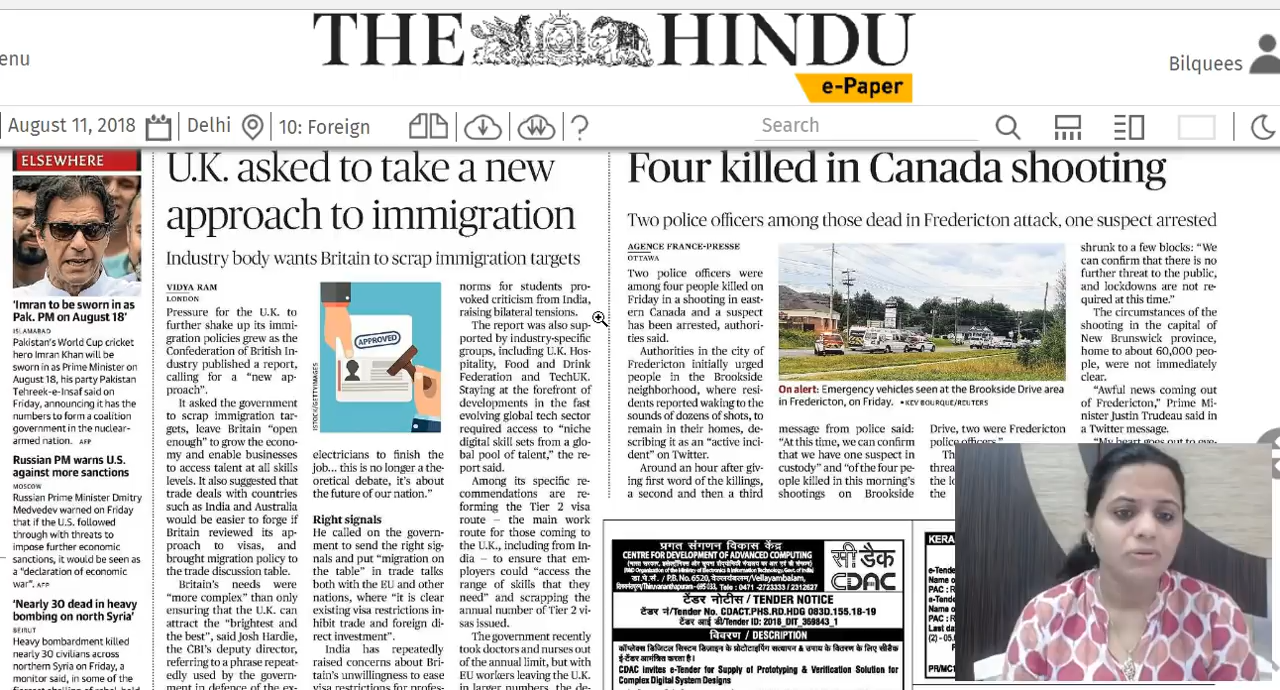 THE HINDU
e-Paper
enu
Bilquees
August 11, 2018
Delhi
10: Foreign
?
Search
ELSEWHERE
'Imran to be sworn in as
Pak. PM on August 18'
ISLAMABAD
Pakistan's World Cup cricket
hero Imran Khan will be
sworn in as Prime Minister on
August 18, his party Pakistan
Tehreek-e-Insaf said on
Friday, announcing it has the
numbers to form a coalition
government in the nuclear-
armed nation. AFP
Russian PM warns U.S.
against more sanctions
MOSCOW
Russian Prime Minister Dmitry
Medvedev warned on Friday
that if the U.S. followed
through with threats to
impose further economic
sanctions, it would be seen as
a "declaration of economic
war". AFP
'Nearly 30 dead in heavy
bombing on north Syria'
BEIRUT
Heavy bombardment killed
nearly 30 civilians across
northern Syria on Friday, a
monitor said, in some of the
U.K. asked to take a new
approach to immigration
Industry body wants Britain to scrap immigration targets
VIDYA RAM
LONDON
Pressure for the U.K. to
further shake up its immi-
gration policies grew as the
Confederation of British In-
dustry published a report,
calling for a "new ap-
proach".
It asked the government
to scrap immigration tar-
gets, leave Britain "open
enough" to grow the econo-
my and enable businesses
to access talent at all skills
levels. It also suggested that
trade deals with countries
such as India and Australia
would be easier to forge if
Britain reviewed its ap-
proach to visas, and
brought migration policy to
the trade discussation table.
Britain's needs were
"more complex" than only
ensuring that the U.K. can
attract the "brightest and
the best", said Josh Hardie,
the CBI's deputy director,
referring to a phrase repeat-
edly used by the govern-
ment in defence of the ex-
APPROVED
ISTOCK/GETTYIMAGES
electricians to finish the
job... this is no longer a the-
oretical debate, it's about
the future of our nation."
Right signals
He called on the govern-
ment to send the right sig-
nals and put "migration on
the table" in trade talks
both with the EU and other
nations, where "it is clear
existing visa restrictions in-
hibit trade and foreign di-
rect investment".
India has repeatedly
raised concerns about Bri-
tain's unwillingness to ease
visa restrictions for profes-
norms for students pro-
voked criticism from India,
raising bilateral tensions.
The report was also sup-
ported by industry-specific
groups, including U.K. Hos-
pitality, Food and Drink
Federation and TechUK.
Staying at the forefront of
developments in the fast
evolving global tech sector
required access to "niche
digital skill sets from a glo-
bal pool of talent," the re-
port said.
Among its specific re-
commendations are re-
forming the Tier 2 visa
route – the main work
route for those coming to
the U.K., including from In-
dia – to ensure that em-
ployers could "access the
range of skills that they
need" and scrapping the
annual number of Tier 2 vi-
sas issued.
The government recently
took doctors and nurses out
of the annual limit, but with
EU workers leaving the U.K.
in larger numbers, the de-
Four killed in Canada shooting
Two police officers among those dead in Fredericton attack, one suspect arrested
AGENCE FRANCE-PRESSE
OTTAWA
Two police officers were
among four people killed on
Friday in a shooting in east-
ern Canada and a suspect
has been arrested, authori-
ties said.
Authorities in the city of
Fredericton initially urged
people in the Brookside
neighborhood, where resi-
dents reported waking to the
sounds of dozens of shots, to
remain in their homes, de-
scribing it as an "active inci-
dent" on Twitter.
Around an hour after giv-
ing first word of the killings,
a second and then a third
On alert: Emergency vehicles seen at the Brookside Drive area
in Fredericton, on Friday. • KEV BOURQUE/REUTERS
message from police said:
"At this time, we can confirm
that we have one suspect in
custody" and "of the four pe-
ople killed in this morning's
shootings on Brookside
Drive, two were Fredericton
police officers."
shrunk to a few blocks: "We
can confirm that there is no
further threat to the public,
and lockdowns are not re-
quired at this time."
The circumstances of the
shooting in the capital of
New Brunswick province,
home to about 60,000 peo-
ple, were not immediately
clear.
"Awful news coming out
of Fredericton," Prime Mi-
nister Justin Trudeau said in
a Twitter message.
प्रगत संगणन विकास केंद्र
CENTRE FOR DEVELOPMENT OF ADVANCED COMPUTING
सी डैक
CDAC
टेंडर नोटीस / TENDER NOTICE
टेंडर नं/Tender No. CDACT.PHS.RD.HDG 083D.155.18-19
टेंडर आई डी/Tender ID: 2018_DIT_369843_1
विवरण / DESCRIPTION
CDAC invites e-Tender for Supply of Prototyping & Verification Solution for
Complex Digital System Designs
KERA
e-Tende
Name o
PAC : R
Last dat